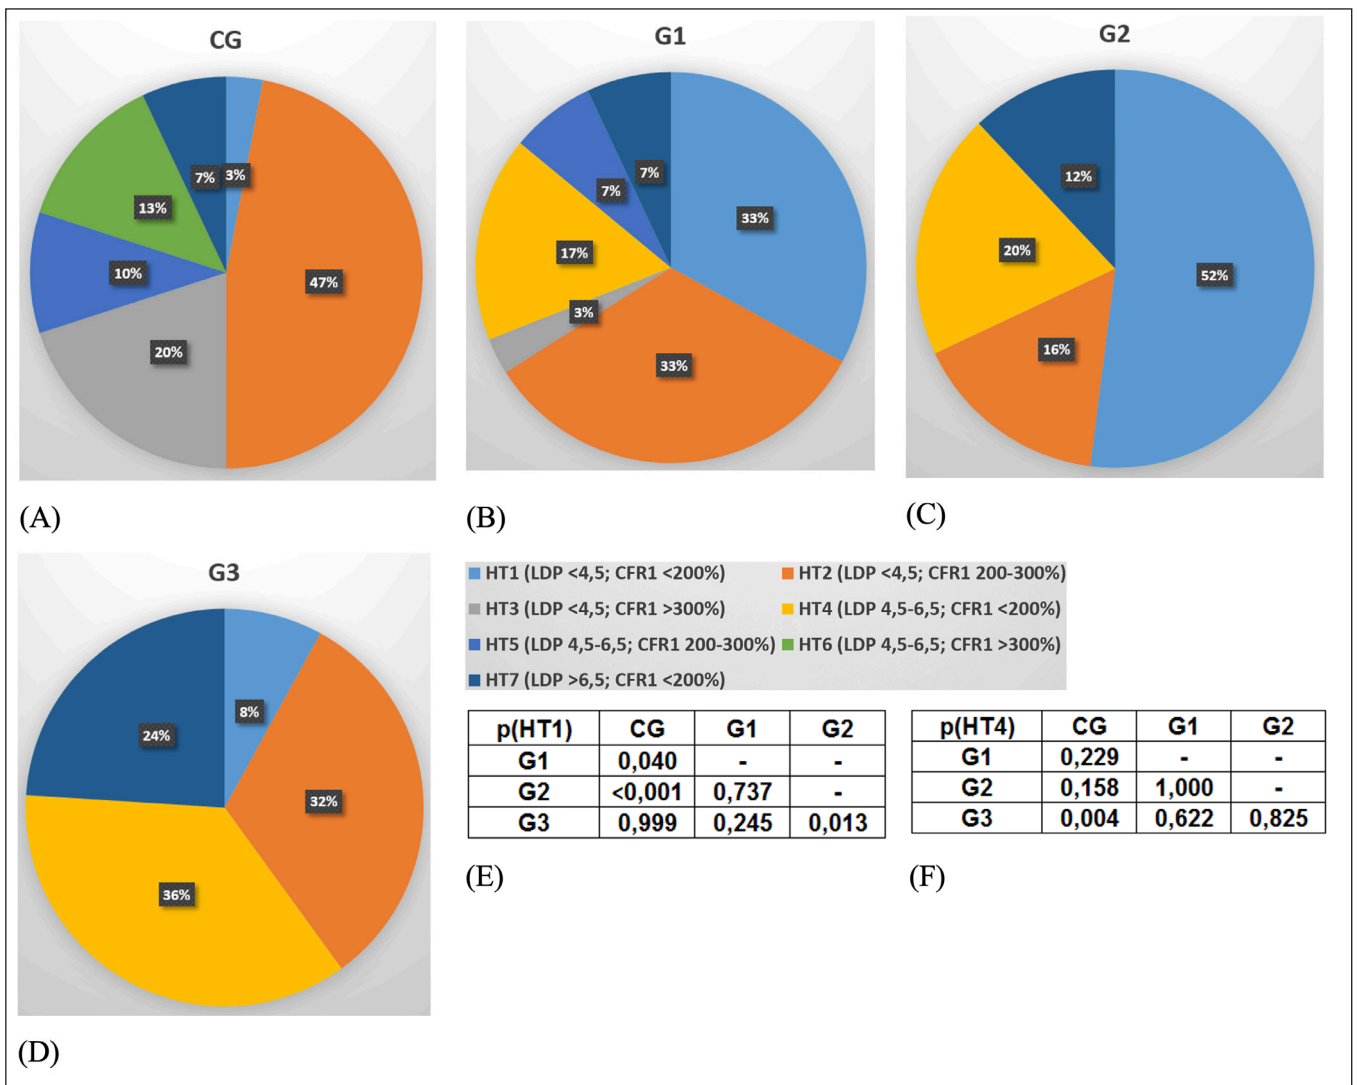 CG
7%
3%
13%
47%
10%
20%
(A)
G1
7%
7%
33%
17%
3%
33%
(B)
G2
12%
20%
52%
16%
(C)
G3
8%
24%
32%
36%
(D)
HT1 (LDP <4,5; CFR1 <200%)
HT2 (LDP <4,5; CFR1 200-300%)
HT3 (LDP <4,5; CFR1 >300%)
HT4 (LDP 4,5-6,5; CFR1 <200%)
HT5 (LDP 4,5-6,5; CFR1 200-300%)
HT6 (LDP 4,5-6,5; CFR1 >300%)
HT7 (LDP >6,5; CFR1 <200%)
p(HT1) CG G1 G2
G1 0,040 - -
G2 <0,001 0,737 -
G3 0,999 0,245 0,013
(E)
p(HT4) CG G1 G2
G1 0,229 - -
G2 0,158 1,000 -
G3 0,004 0,622 0,825
(F)